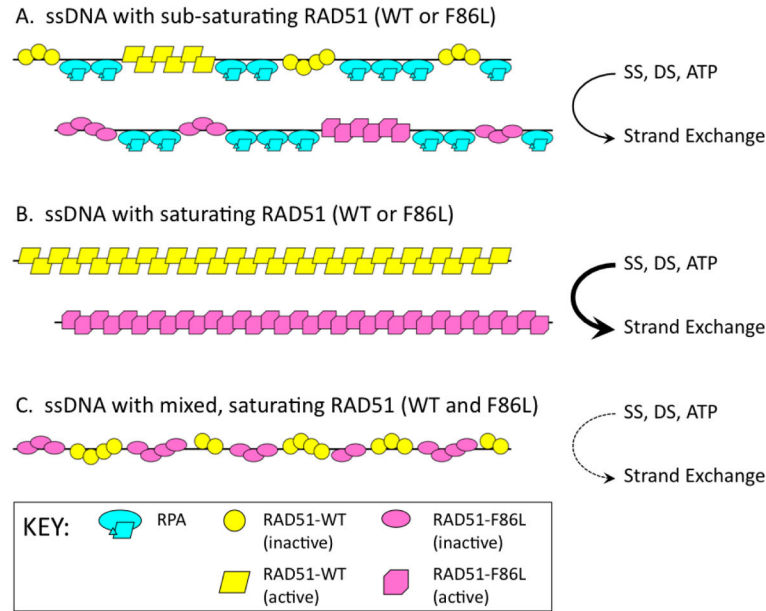 A. ssDNA with sub-saturating RAD51 (WT or F86L)
SS, DS, ATP
Strand Exchange
B. ssDNA with saturating RAD51 (WT or F86L)
SS, DS, ATP
Strand Exchange
C. ssDNA with mixed, saturating RAD51 (WT and F86L)
SS, DS, ATP
Strand Exchange
KEY:
RPA
RAD51-WT
(inactive)
RAD51-F86L
(inactive)
RAD51-WT
(active)
RAD51-F86L
(active)